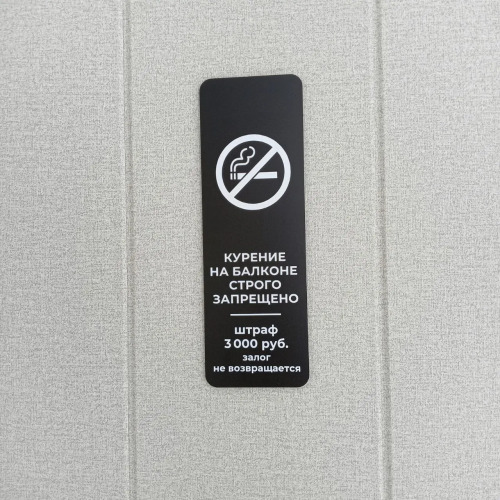 КУРЕНИЕ
НА БАЛКОНЕ
СТРОГО
ЗАПРЕЩЕНО
штраф
3 000 руб.
залог
не возвращается